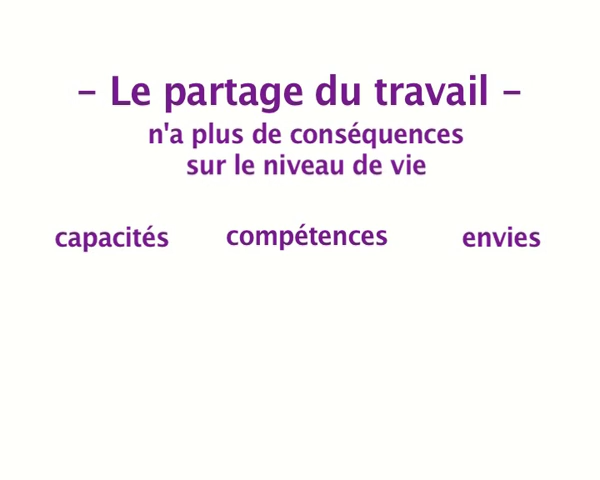 - Le partage du travail -
n'a plus de conséquences
sur le niveau de vie
capacités compétences envies